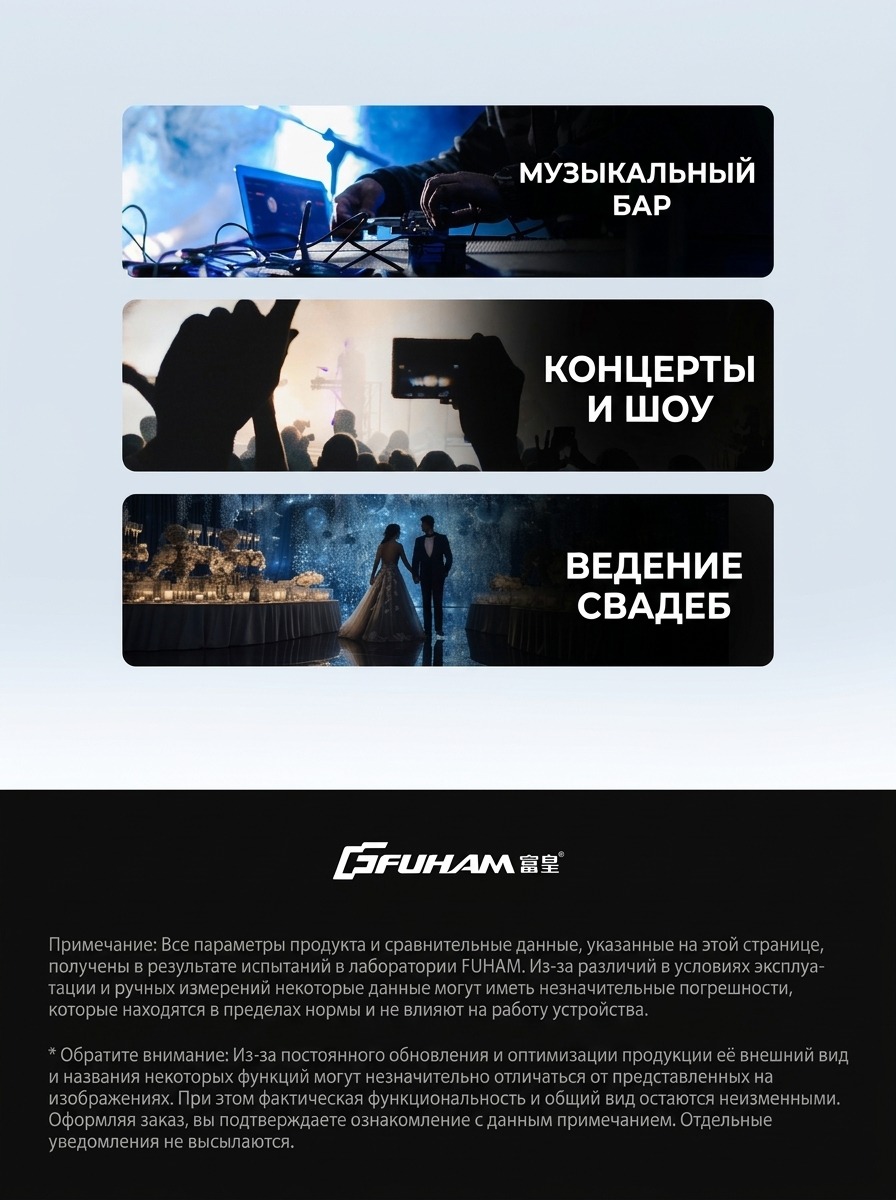 МУЗЫКАЛЬНЫЙ
БАР
КОНЦЕРТЫ
И ШОУ
ВЕДЕНИЕ
СВАДЕБ
FUHAM 富皇®
Примечание: Все параметры продукта и сравнительные данные, указанные на этой странице,
получены в результате испытаний в лаборатории FUHAM. Из-за различий в условиях эксплуа-
тации и ручных измерений некоторые данные могут иметь незначительные погрешности,
которые находятся в пределах нормы и не влияют на работу устройства.
* Обратите внимание: Из-за постоянного обновления и оптимизации продукции её внешний вид
и названия некоторых функций могут незначительно отличаться от представленных на
изображениях. При этом фактическая функциональность и общий вид остаются неизменными.
Оформляя заказ, вы подтверждаете ознакомление с данным примечанием. Отдельные
уведомления не высылаются.